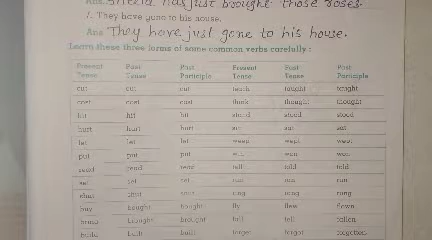 Ans Sheela has just brought those roses.
7. They have gone to his house.
Ans They have just gone to his house.
Learn these three forms of some common verbs carefully :
Present Tense Past Tense Past Participle Present Tense Past Tense Past Participle
cut cut cut teach taught taught
cost cost cost think thought thought
hit hit hit stand stood stood
hurt hurt hurt sit sat sat
let let let weep wept wept
put put put win won won
read read read tell told told
set set set run ran run
shut shut shut ring rang rung
buy bought bought fly flew flown
bring brought brought fall fell fallen
build built built forget forgot forgotten